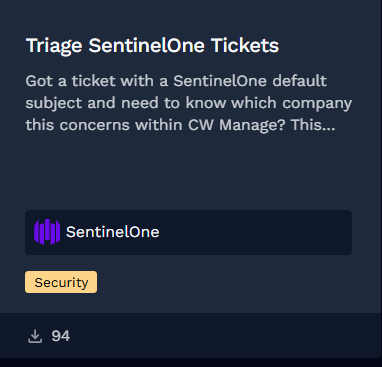 Triage SentinelOne Tickets
Got a ticket with a SentinelOne default
subject and need to know which company
this concerns within CW Manage? This...
SentinelOne
Security
94